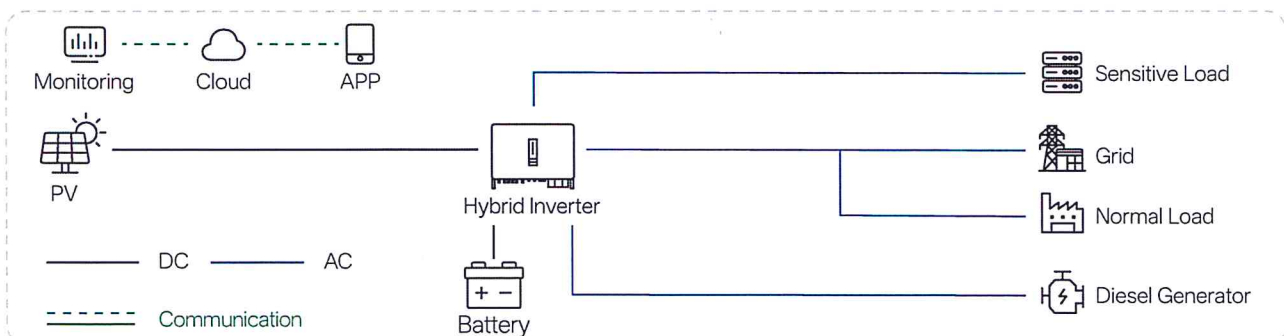 Monitoring
Cloud
APP
Sensitive Load
PV
Hybrid Inverter
Grid
Normal Load
DC
AC
Battery
Diesel Generator
Communication